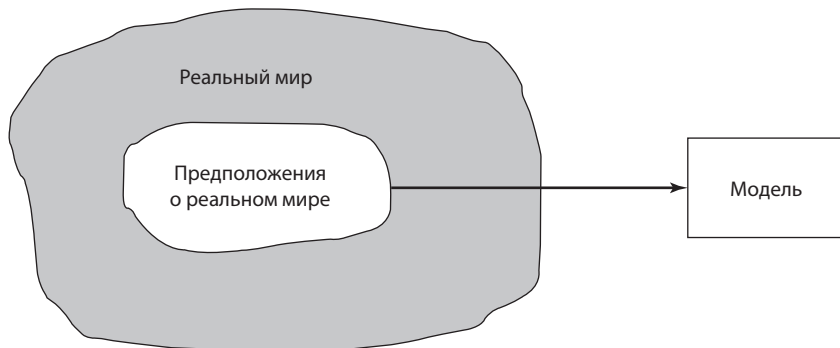 Реальный мир
Предположения
о реальном мире
Модель